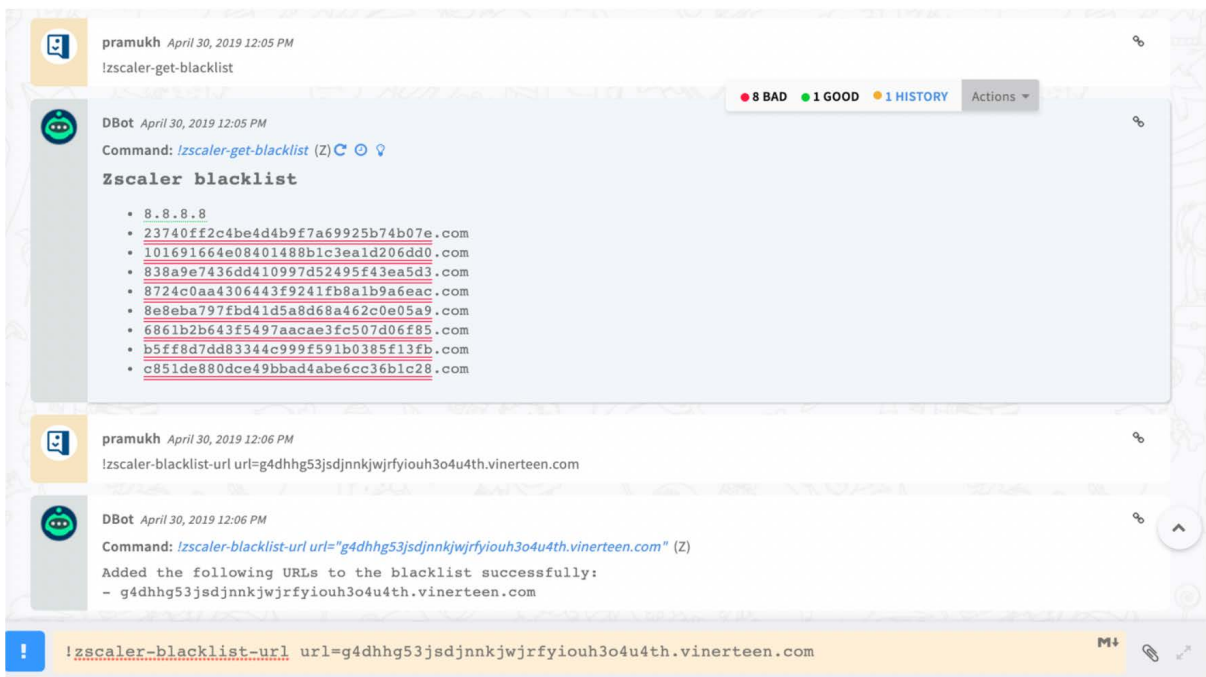 pramukh April 30, 2019 12:05 PM
!zscaler-get-blacklist
8 BAD 1 GOOD 1 HISTORY Actions
DBot April 30, 2019 12:05 PM
Command: !zscaler-get-blacklist (Z)
Zscaler blacklist
• 8.8.8.8
• 23740ff2c4be4d4b9f7a69925b74b07e.com
• 101691664e08401488b1c3ea1d206dd0.com
• 838a9e7436dd410997d52495f43ea5d3.com
• 8724c0aa4306443f9241fb8a1b9a6eac.com
• 8e8eba797fbd41d5a8d68a462c0e05a9.com
• 6861b2b643f5497aacae3fc507d06f85.com
• b5ff8d7dd83344c999f591b0385f13fb.com
• c851de880dce49bbad4abe6cc36b1c28.com
pramukh April 30, 2019 12:06 PM
!zscaler-blacklist-url url=g4dhhg53jsdjnnkjwjrfyiouh3o4u4th.vinerteen.com
DBot April 30, 2019 12:06 PM
Command: !zscaler-blacklist-url url="g4dhhg53jsdjnnkjwjrfyiouh3o4u4th.vinerteen.com" (Z)
Added the following URLs to the blacklist successfully:
- g4dhhg53jsdjnnkjwjrfyiouh3o4u4th.vinerteen.com
! !zscaler-blacklist-url url=g4dhhg53jsdjnnkjwjrfyiouh3o4u4th.vinerteen.com M↓